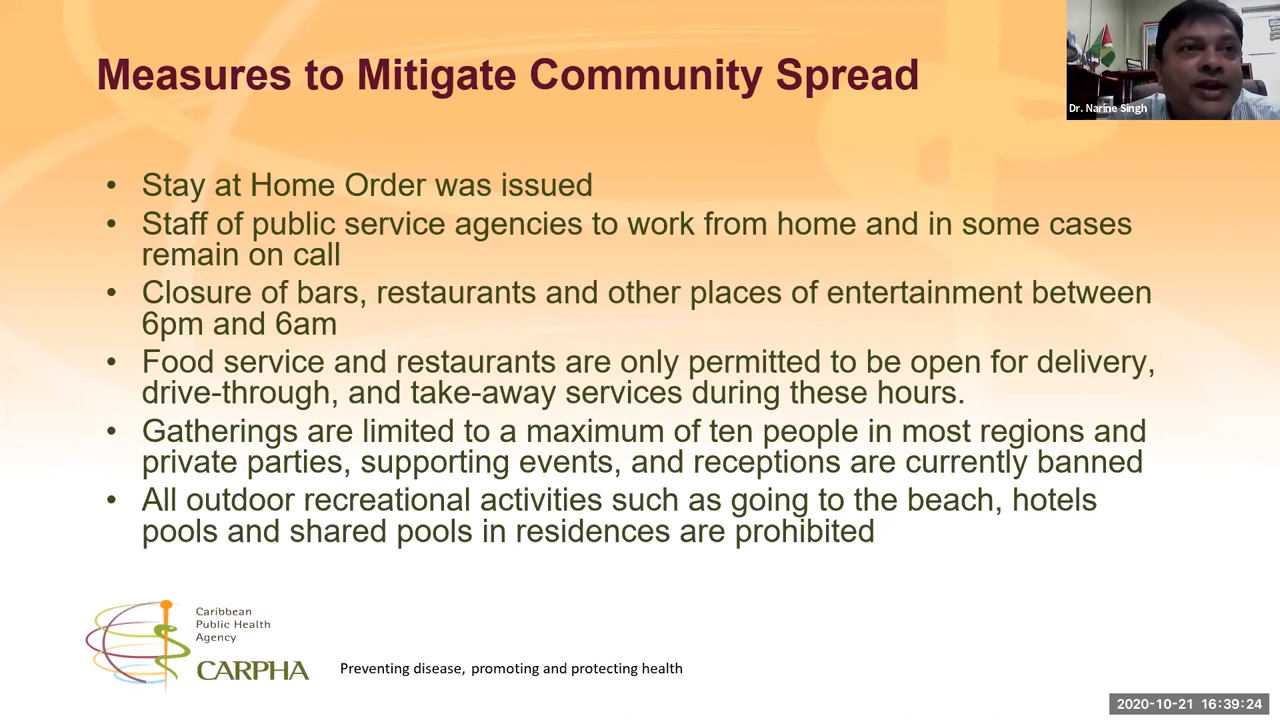 Measures to Mitigate Community Spread
Dr. Narine Singh
• Stay at Home Order was issued
• Staff of public service agencies to work from home and in some cases
remain on call
• Closure of bars, restaurants and other places of entertainment between
6pm and 6am
• Food service and restaurants are only permitted to be open for delivery,
drive-through, and take-away services during these hours.
• Gatherings are limited to a maximum of ten people in most regions and
private parties, supporting events, and receptions are currently banned
• All outdoor recreational activities such as going to the beach, hotels
pools and shared pools in residences are prohibited
Caribbean
Public Health
Agency
CARPHA
Preventing disease, promoting and protecting health
2020-10-21 16:39:24